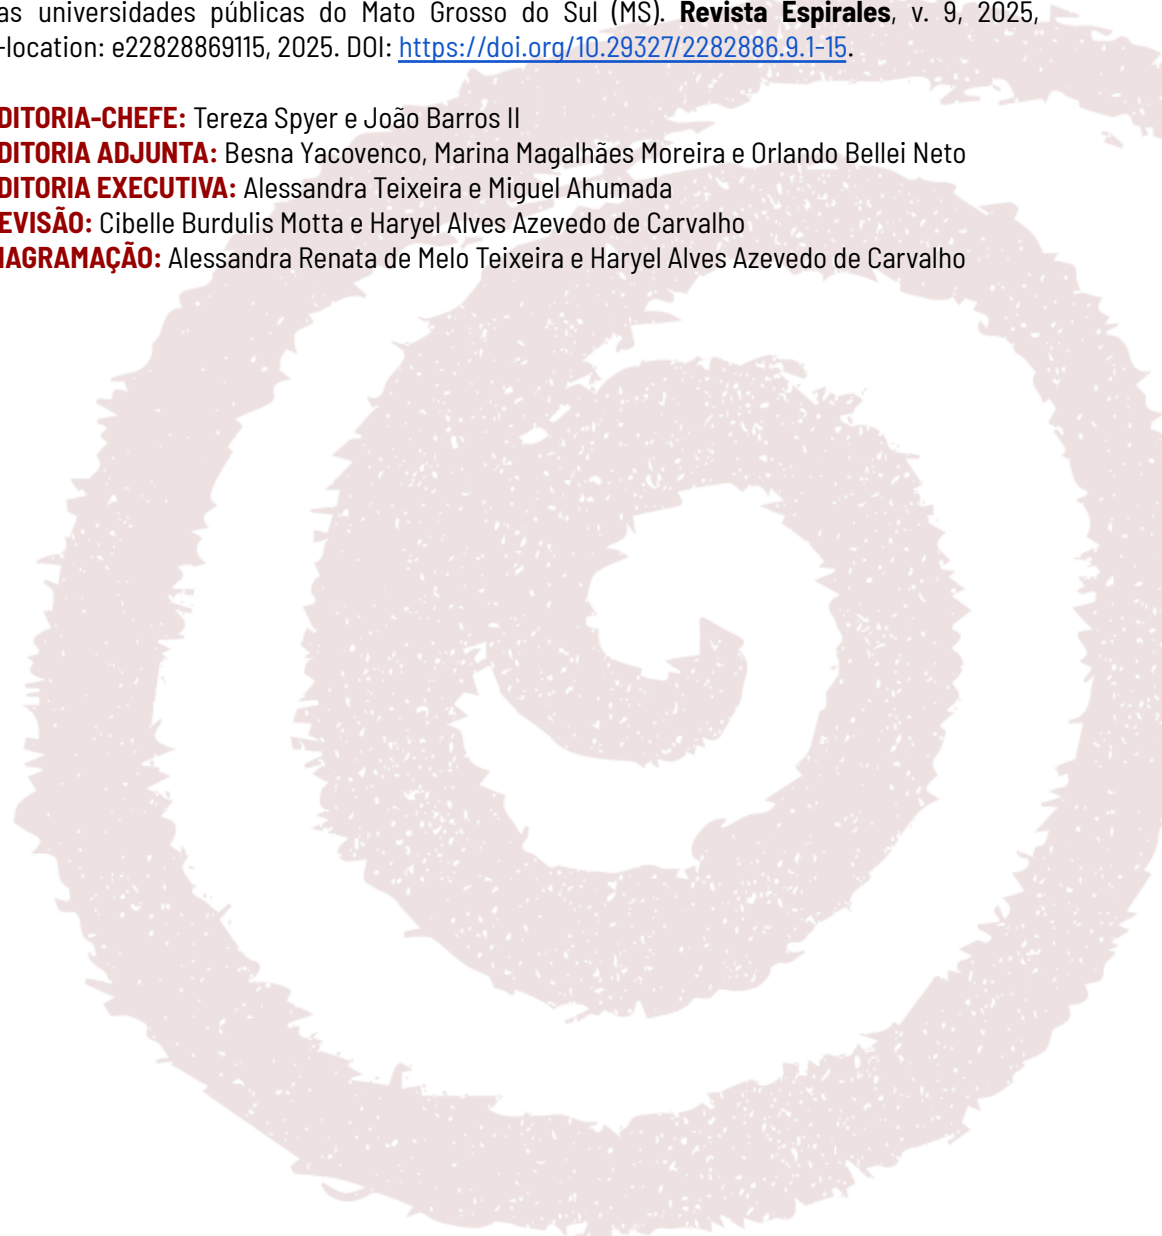 as universidades públicas do Mato Grosso do Sul (MS). Revista Espirales, v. 9, 2025,
-location: e22828869115, 2025. DOI: https://doi.org/10.29327/2282886.9.1-15.
DITORIA-CHEFE: Tereza Spyer e João Barros II
DITORIA ADJUNTA: Besna Yacovenco, Marina Magalhães Moreira e Orlando Bellei Neto
DITORIA EXECUTIVA: Alessandra Teixeira e Miguel Ahumada
EVISÃO: Cibelle Burdulis Motta e Haryel Alves Azevedo de Carvalho
IAGRAMAÇÃO: Alessandra Renata de Melo Teixeira e Haryel Alves Azevedo de Carvalho